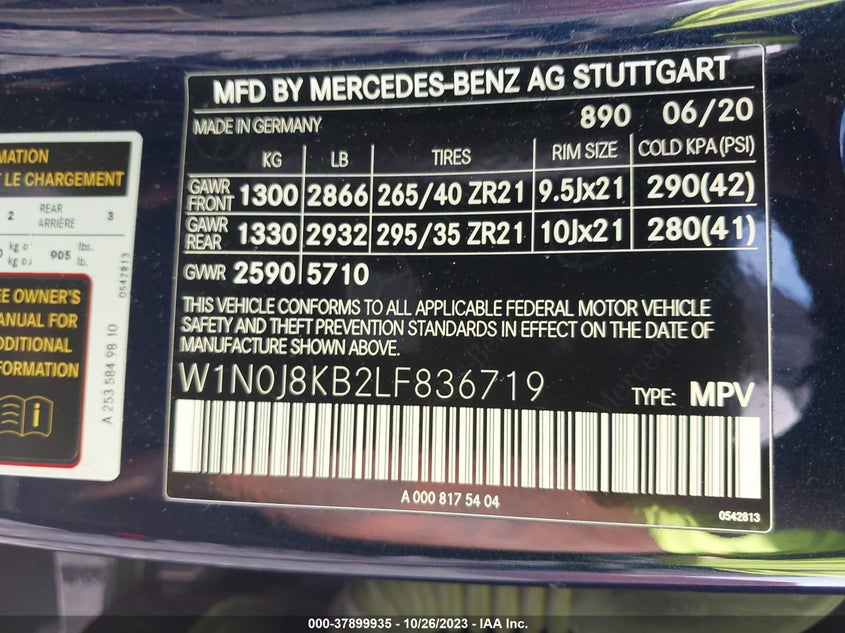 MFD BY MERCEDES-BENZ AG STUTTGART
MADE IN GERMANY 890 06/20
KG LB TIRES RIM SIZE COLD KPA(PSI)
GAWR FRONT 1300 2866 265/40 ZR21 9.5Jx21 290(42)
GAWR REAR 1330 2932 295/35 ZR21 10Jx21 280(41)
GVWR 2590 5710
THIS VEHICLE CONFORMS TO ALL APPLICABLE FEDERAL MOTOR VEHICLE
SAFETY AND THEFT PREVENTION STANDARDS IN EFFECT ON THE DATE OF
MANUFACTURE SHOWN ABOVE.
W1N0J8KB2LF836719 TYPE: MPV
A 000 817 54 04
0542813
LE CHARGEMENT
2 REAR ARRIÈRE 3
kg 905 lbs.
kg lb.
0542813
OWNER'S
FOR
A 253 584 98 10
i
000-37899935 - 10/26/2023 - IAA Inc.